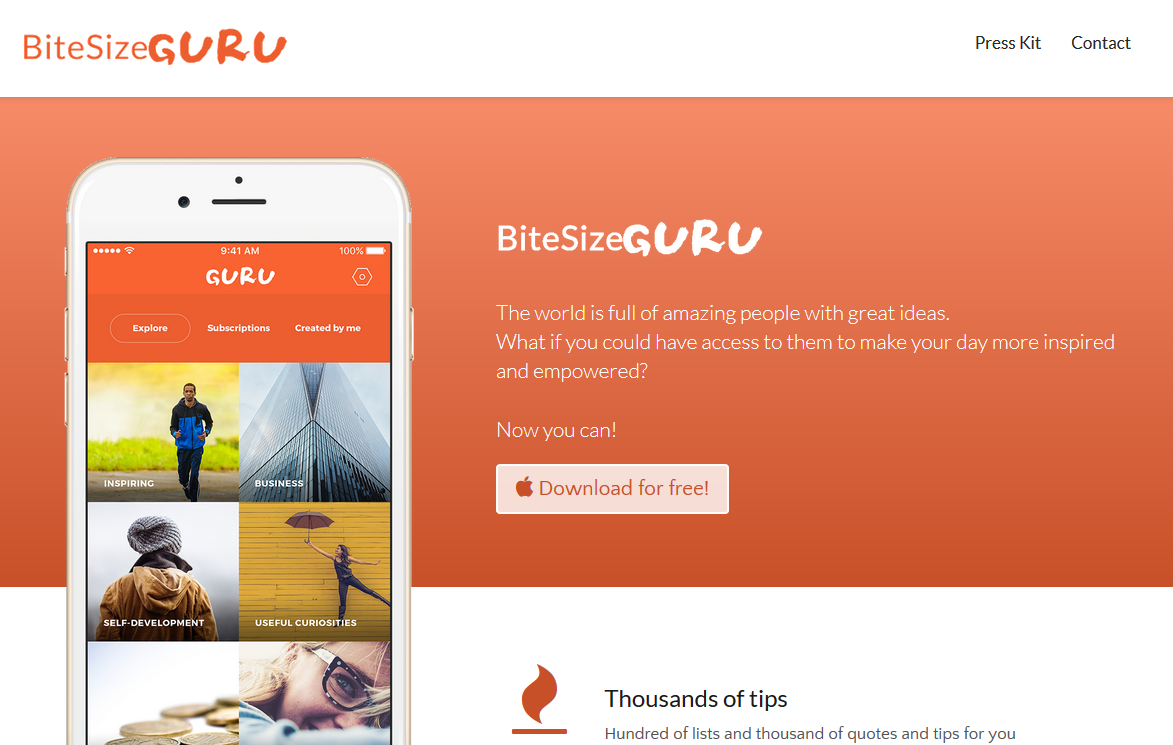 BiteSizeGURU
Press Kit
Contact
9:41 AM
100%
GURU
Explore
Subscriptions
Created by me
INSPIRING
BUSINESS
SELF-DEVELOPMENT
USEFUL CURIOSITIES
BiteSizeGURU
The world is full of amazing people with great ideas.
What if you could have access to them to make your day more inspired
and empowered?
Now you can!
Download for free!
Thousands of tips
Hundred of lists and thousand of quotes and tips for you